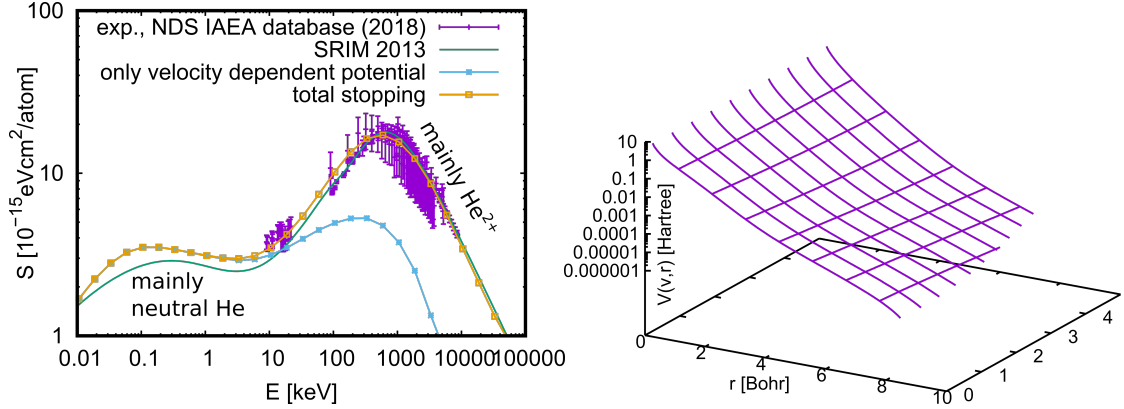 100
exp., NDS IAEA database (2018)
SRIM 2013
only velocity dependent potential
total stopping
S [10⁻¹⁵eVcm²/atom]
10
mainly He²⁺
mainly
neutral He
1
0.01 0.1 1 10 100 1000 10000 100000
E [keV]
10
1
0.1
0.01
0.001
0.0001
0.00001
0.000001
V(v,r) [Hartree]
0 2 4 6 8 10
r [Bohr]
0 1 2 3 4